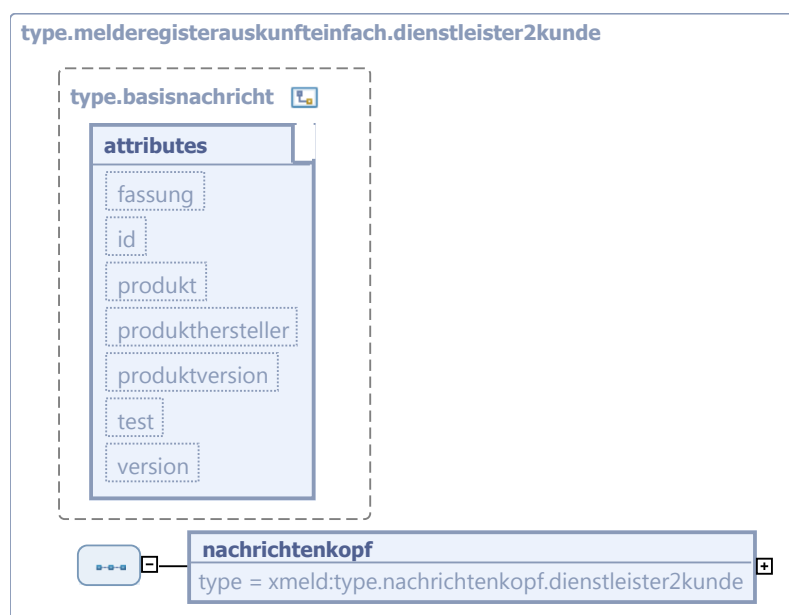 type.melderegisterauskunfteinfach.dienstleister2kunde
type.basisnachricht
attributes
fassung
id
produkt
produkthersteller
produktversion
test
version
nachrichtenkopf
type = xmeld:type.nachrichtenkopf.dienstleister2kunde